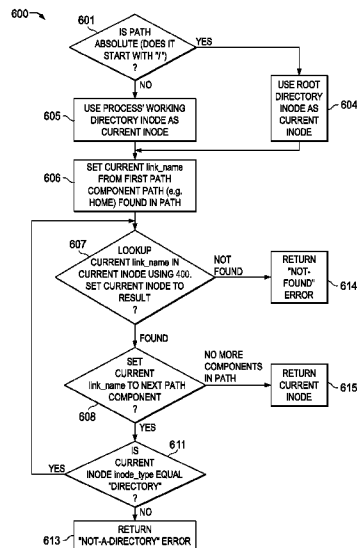 600
601
IS PATH
ABSOLUTE (DOES IT
START WITH "/")
?
YES
NO
605
USE PROCESS' WORKING
DIRECTORY INODE AS
CURRENT INODE
USE ROOT
DIRECTORY
INODE AS
CURRENT
INODE
604
606
SET CURRENT link_name
FROM FIRST PATH
COMPONENT PATH (e.g.
HOME) FOUND IN PATH
607
LOOKUP
CURRENT link_name IN
CURRENT INODE USING 400.
SET CURRENT INODE TO
RESULT
?
NOT
FOUND
RETURN
"NOT-
FOUND"
ERROR
614
FOUND
SET
CURRENT
link_name TO NEXT PATH
COMPONENT
?
608
NO MORE
COMPONENTS
IN PATH
RETURN
CURRENT
INODE
615
YES
611
IS
CURRENT
INODE inode_type EQUAL
"DIRECTORY"
?
YES
NO
613
RETURN
"NOT-A-DIRECTORY" ERROR